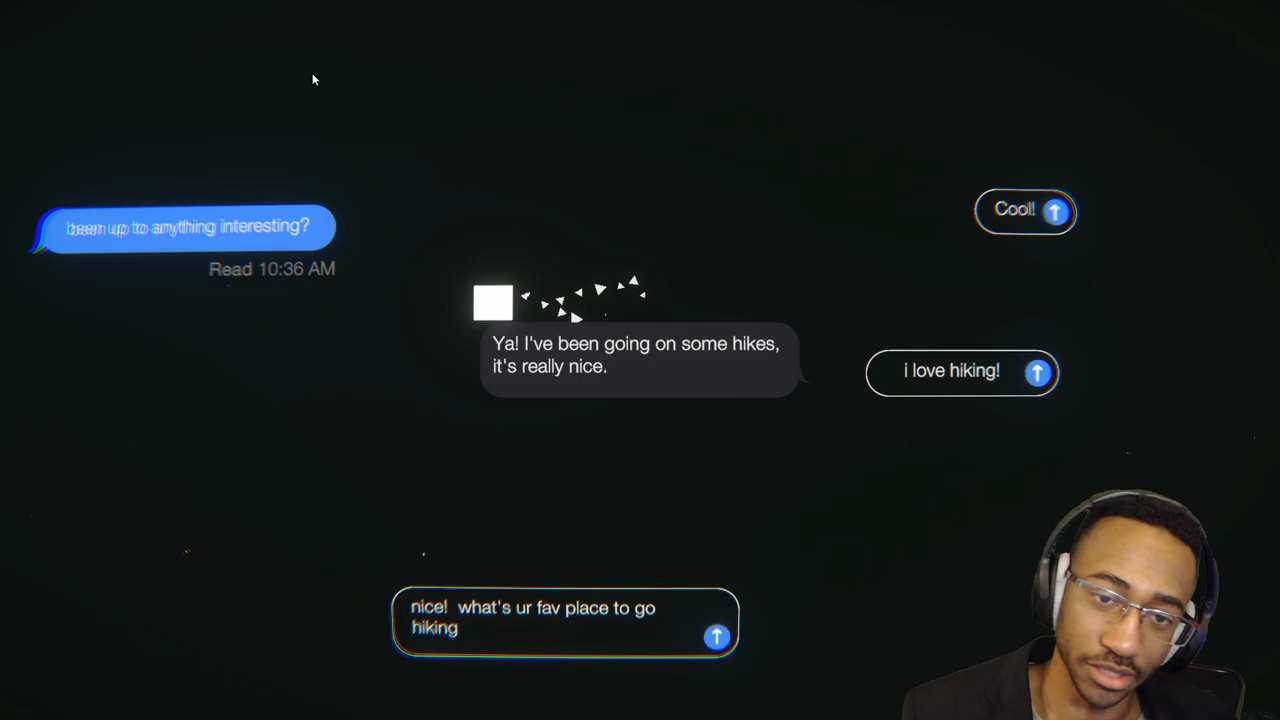 been up to anything interesting?
Read 10:36 AM
Cool!
Ya! I've been going on some hikes,
it's really nice.
i love hiking!
nice!  what's ur fav place to go
hiking